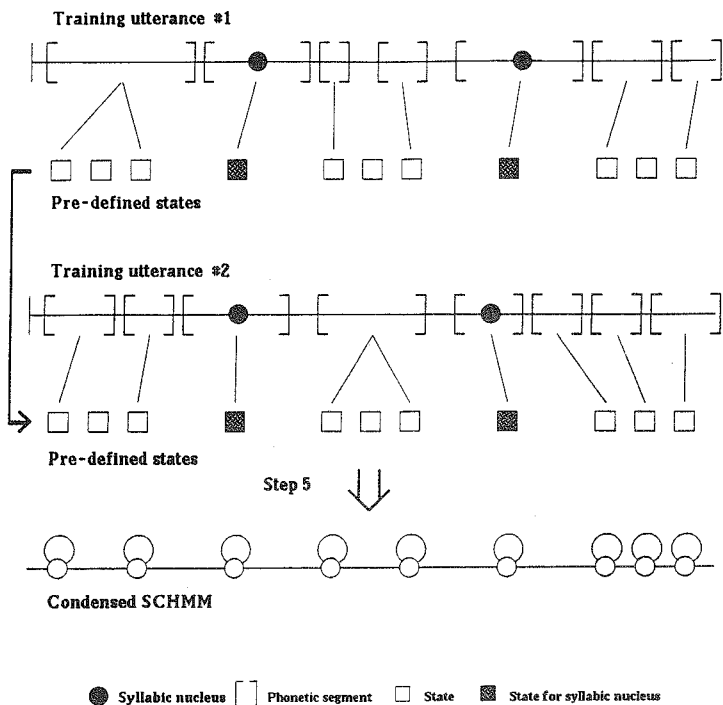 Training utterance #1
Pre-defined states
Training utterance #2
Pre-defined states
Step 5
Condensed SCHMM
Syllabic nucleus Phonetic segment State State for syllabic nucleus